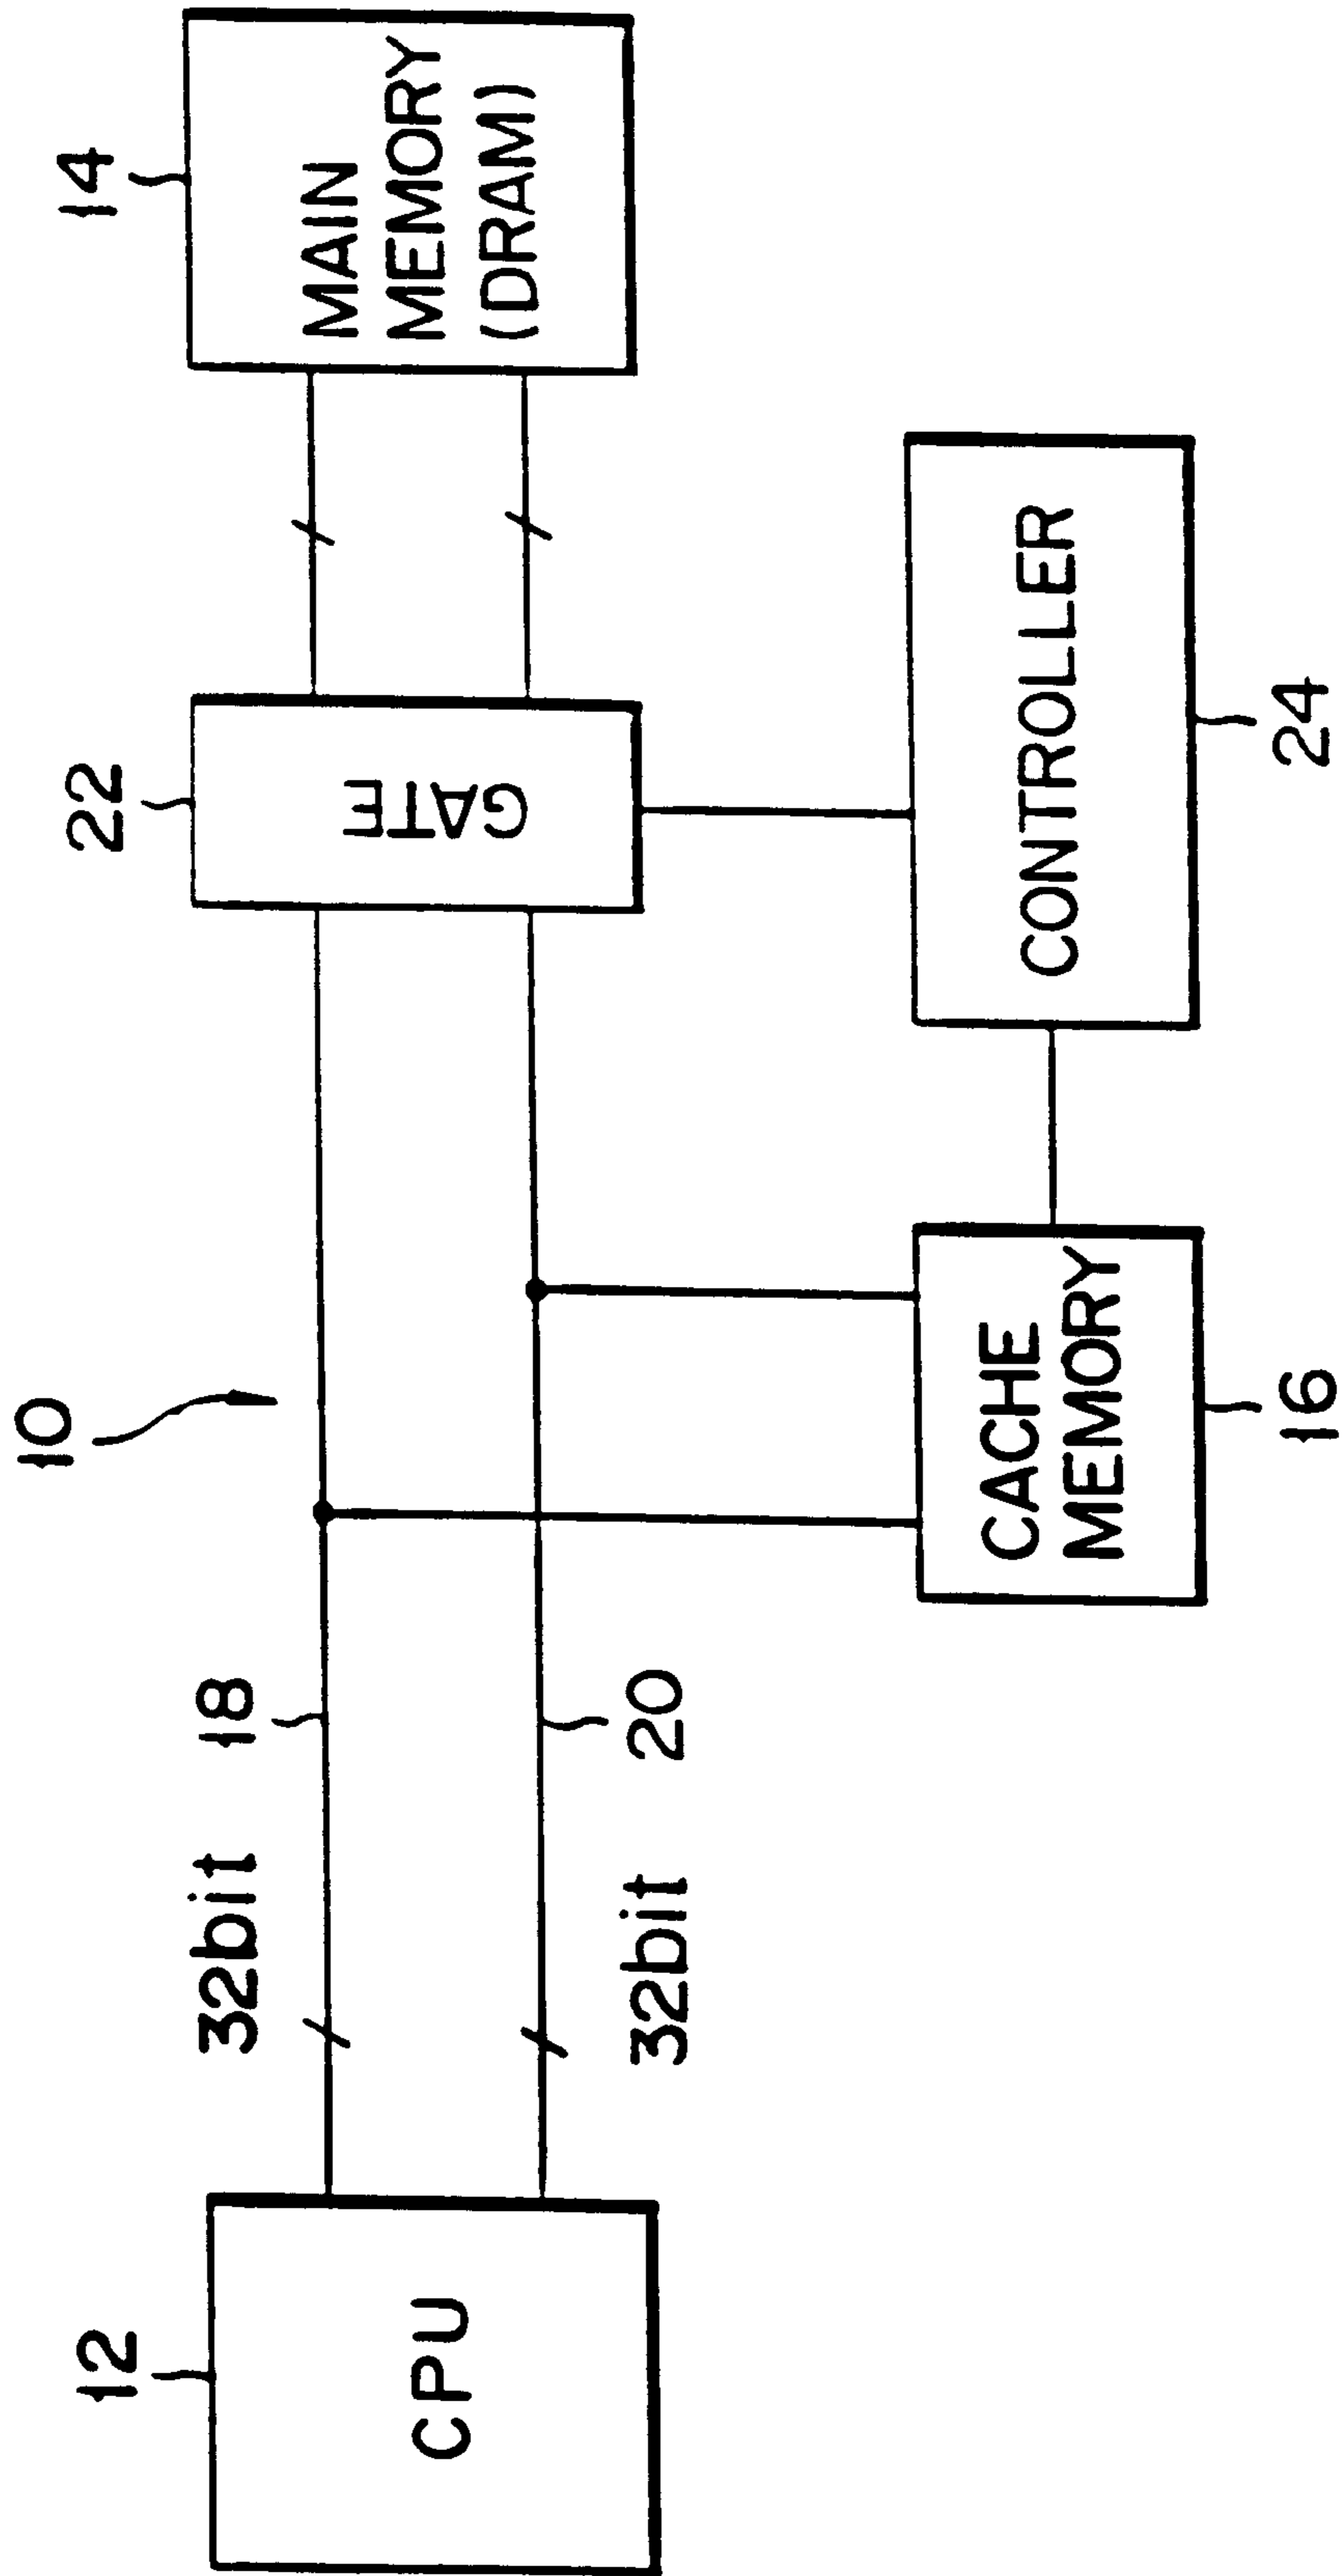 10
12
CPU
32bit
18
32bit
20
22
GATE
14
MAIN
MEMORY
(DRAM)
CACHE
MEMORY
16
CONTROLLER
24